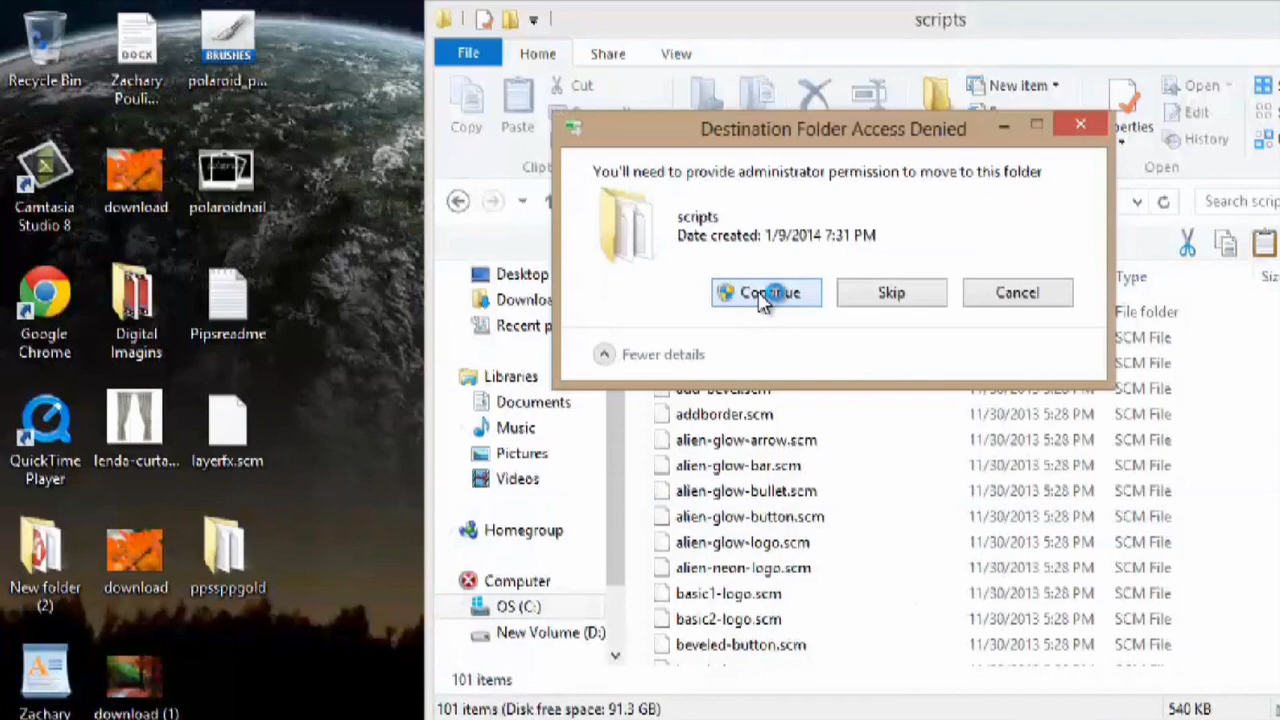 Recycle Bin
Zachary
Pouli...
DOCX
BRUSHES
polaroid_p...
Camtasia
Studio 8
download
polaroidnail
Google
Chrome
Digital
Imagins
Pipsreadme
QuickTime
Player
lenda-curta...
layerfx.scm
New folder
(2)
download
ppssppgold
Zachary
download (1)
scripts
File
Home
Share
View
Copy
Paste
Cut
New item
Open
Edit
History
Open
Search scrip
Destination Folder Access Denied
You'll need to provide administrator permission to move to this folder
scripts
Date created: 1/9/2014 7:31 PM
Continue
Skip
Cancel
Fewer details
Desktop
Recent p
Libraries
Documents
Music
Pictures
Videos
Homegroup
Computer
OS (C:)
New Volume (D:)
Type
File folder
SCM File
SCM File
SCM File
addborder.scm 11/30/2013 5:28 PM SCM File
alien-glow-arrow.scm 11/30/2013 5:28 PM SCM File
alien-glow-bar.scm 11/30/2013 5:28 PM SCM File
alien-glow-bullet.scm 11/30/2013 5:28 PM SCM File
alien-glow-button.scm 11/30/2013 5:28 PM SCM File
alien-glow-logo.scm 11/30/2013 5:28 PM SCM File
alien-neon-logo.scm 11/30/2013 5:28 PM SCM File
basic1-logo.scm 11/30/2013 5:28 PM SCM File
basic2-logo.scm 11/30/2013 5:28 PM SCM File
beveled-button.scm 11/30/2013 5:28 PM SCM File
101 items
101 items (Disk free space: 91.3 GB)
540 KB